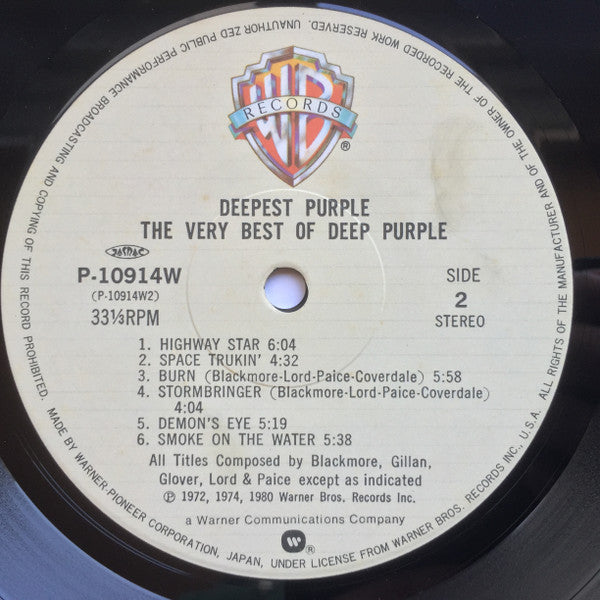 UNAUTHORIZED PUBLIC PERFORMANCE BROADCASTING AND COPYING OF THIS RECORD PROHIBITED.
ALL RIGHTS OF THE MANUFACTURER AND OF THE OWNER OF THE RECORDED WORK RESERVED.
WB
RECORDS
®
DEEPEST PURPLE
THE VERY BEST OF DEEP PURPLE
P-10914W
(P-10914W2)
33⅓RPM
SIDE
2
STEREO
1. HIGHWAY STAR 6:04
2. SPACE TRUKIN' 4:32
3. BURN (Blackmore-Lord-Paice-Coverdale) 5:58
4. STORMBRINGER (Blackmore-Lord-Paice-Coverdale)
4:04
5. DEMON'S EYE 5:19
6. SMOKE ON THE WATER 5:38
All Titles Composed by Blackmore, Gillan,
Glover, Lord & Paice except as indicated
℗ 1972, 1974, 1980 Warner Bros. Records Inc.
a Warner Communications Company
®
MADE BY WARNER-PIONEER CORPORATION, JAPAN, UNDER LICENSE FROM WARNER BROS. RECORDS INC., U.S.A.